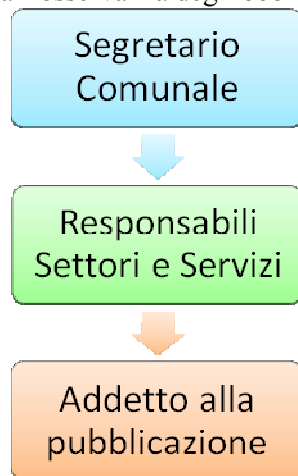 Segretario
Comunale
Responsabili
Settori e Servizi
Addetto alla
pubblicazione